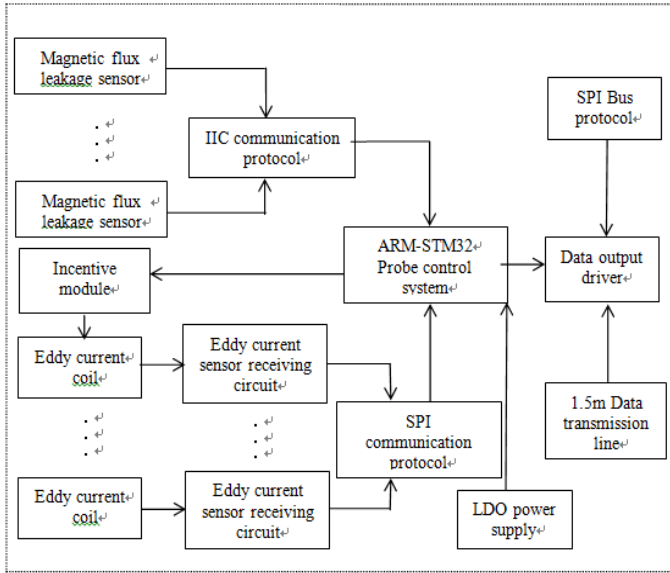 Magnetic flux
leakage sensor
Magnetic flux
leakage sensor
IIC communication
protocol
SPI Bus
protocol
ARM-STM32
Probe control
system
Data output
driver
Incentive
module
Eddy current
coil
Eddy current
sensor receiving
circuit
SPI
communication
protocol
1.5m Data
transmission
line
Eddy current
coil
Eddy current
sensor receiving
circuit
LDO power
supply